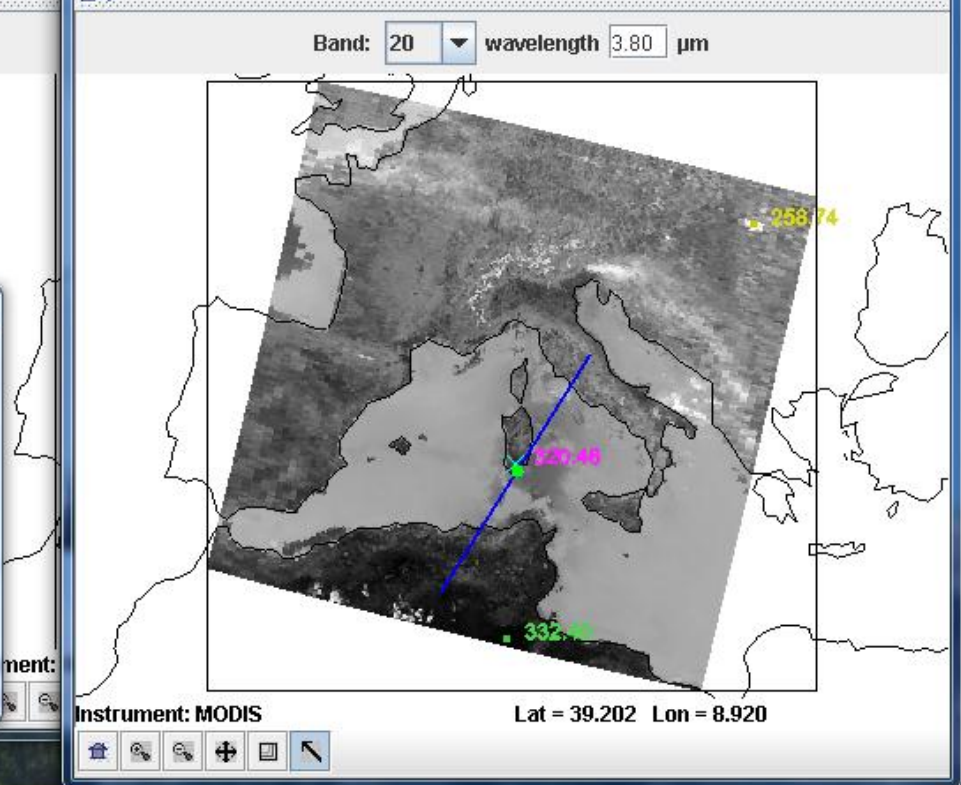 Band: 20 wavelength 3.80 µm
258.74
320.46
332.40
ment:
Instrument: MODIS Lat = 39.202 Lon = 8.920